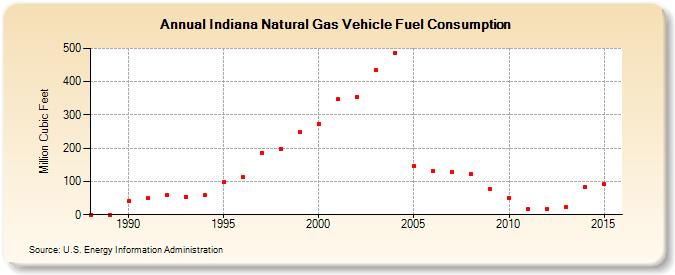 Annual Indiana Natural Gas Vehicle Fuel Consumption
Million Cubic Feet
500
400
300
200
100
0
1990 1995 2000 2005 2010 2015
Source: U.S. Energy Information Administration